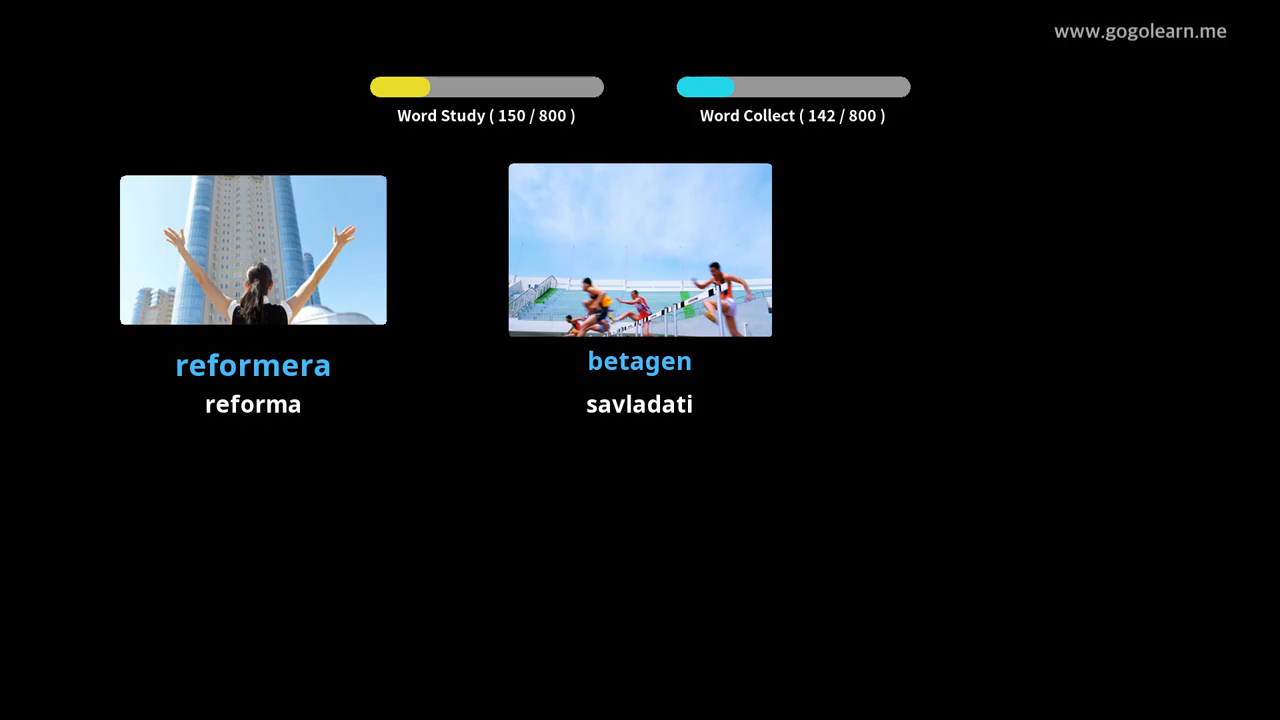 www.gogolearn.me
Word Study ( 150 / 800 )
Word Collect ( 142 / 800 )
reformera
reforma
betagen
savladati